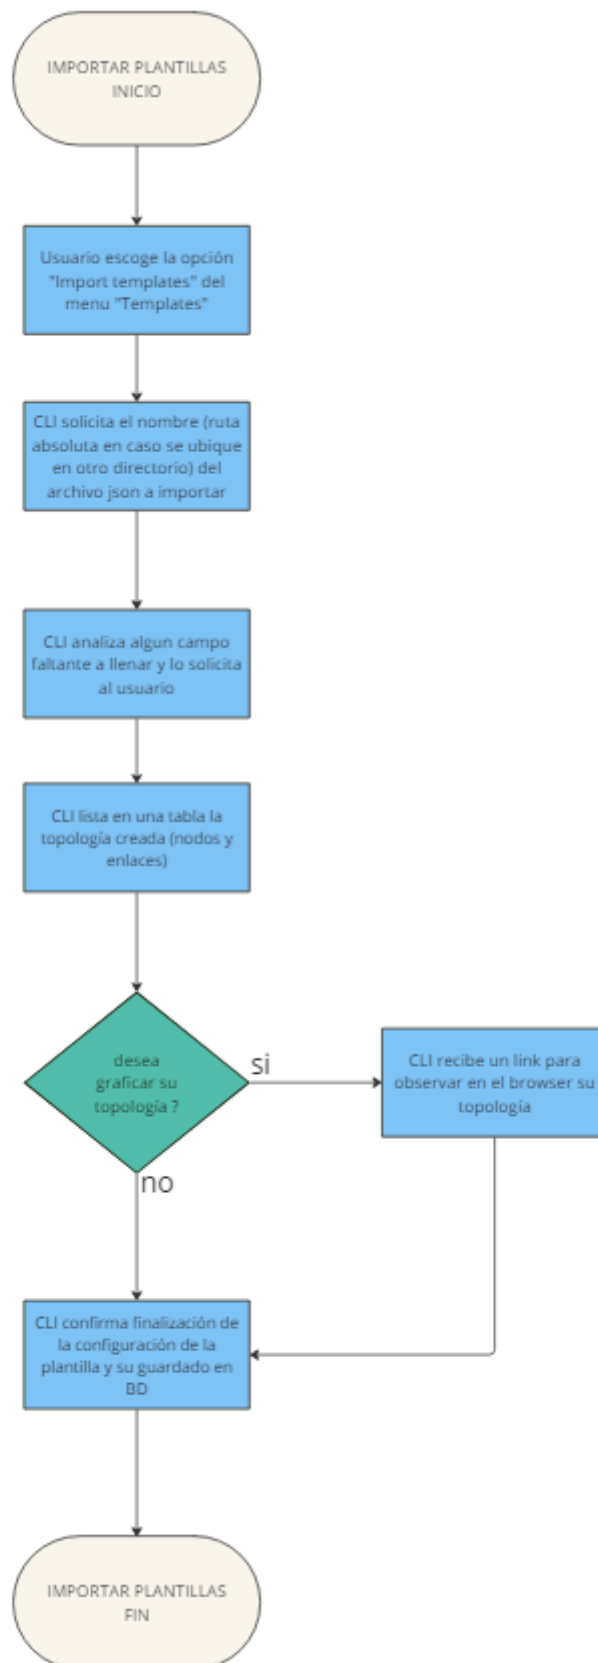 IMPORTAR PLANTILLAS
INICIO
Usuario escoge la opción
"Import templates" del
menu "Templates"
CLI solicita el nombre (ruta
absoluta en caso se ubique
en otro directorio) del
archivo json a importar
CLI analiza algun campo
faltante a llenar y lo solicita
al usuario
CLI lista en una tabla la
topología creada (nodos y
enlaces)
desea
graficar su
topología ?
si
CLI recibe un link para
observar en el browser su
topología
no
CLI confirma finalización de
la configuración de la
plantilla y su guardado en
BD
IMPORTAR PLANTILLAS
FIN